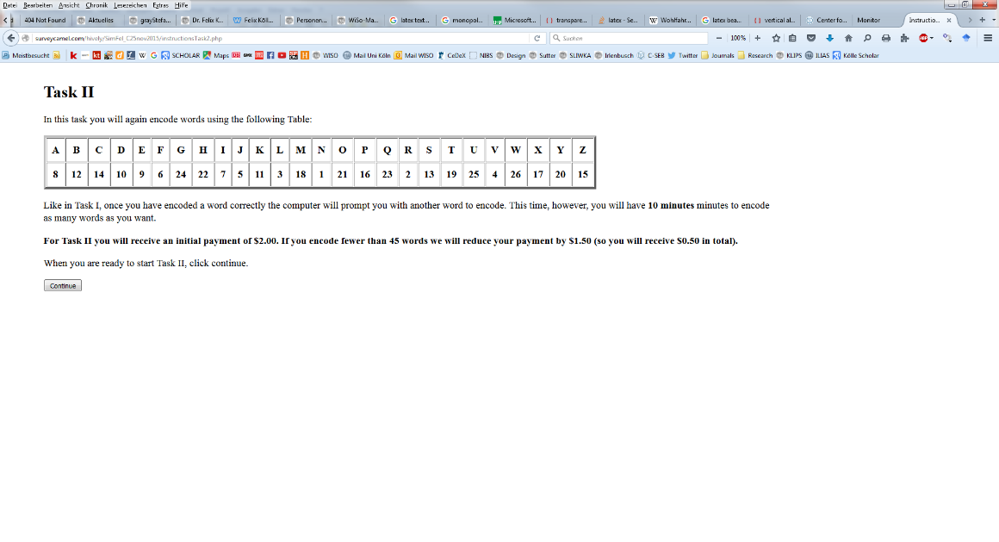 Datei Bearbeiten Ansicht Chronik Lesezeichen Extras Hilfe
404 Not Found Aktuelles grayStefa... Dr. Felix K... Felix Köll... Personen... WiSo-Ma... latex text... monopol... Microsoft... transpare... latex - Se... Wohlfahr... latex bea... vertical al... Center fo... Monitor Instructio...
surveycamel.com/hively/SimFel_C25nov2015/instructionsTask2.php Suchen 100%
Meistbesucht SCHOLAR Maps WISO Mail Uni Köln Mail WISO CeDeX NIBS Design Sutter SLIWKA Irlenbusch C-SEB Twitter Journals Research KLIPS ILIAS Kölle Scholar
Task II
In this task you will again encode words using the following Table:
A B C D E F G H I J K L M N O P Q R S T U V W X Y Z
8 12 14 10 9 6 24 22 7 5 11 3 18 1 21 16 23 2 13 19 25 4 26 17 20 15
Like in Task I, once you have encoded a word correctly the computer will prompt you with another word to encode. This time, however, you will have 10 minutes minutes to encode
as many words as you want.
For Task II you will receive an initial payment of $2.00. If you encode fewer than 45 words we will reduce your payment by $1.50 (so you will receive $0.50 in total).
When you are ready to start Task II, click continue.
Continue